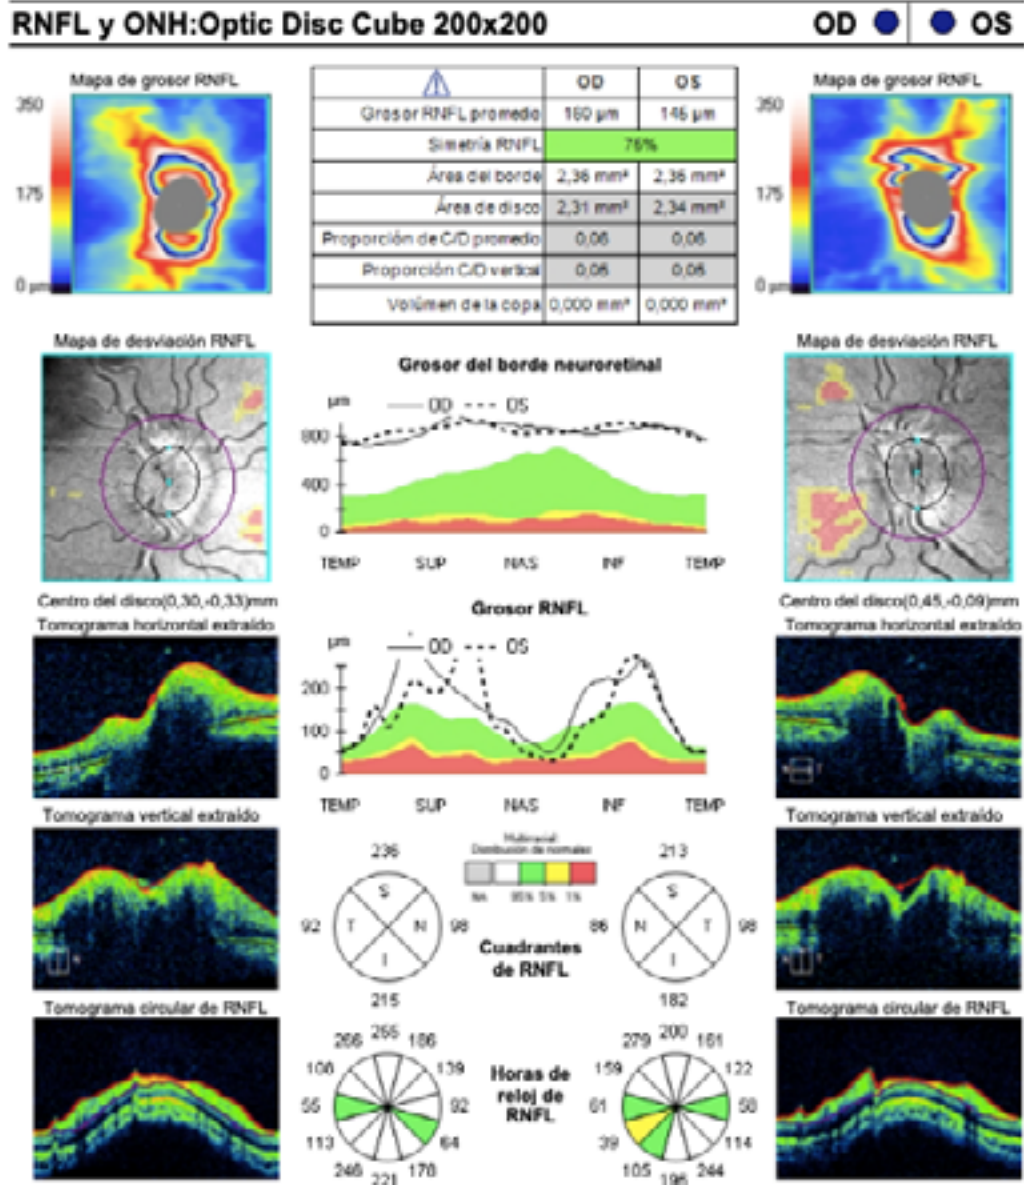 RNFL y ONH:Optic Disc Cube 200x200 OD OS
Mapa de grosor RNFL
350
175
0 µm
OD OS
Grosor RNFL promedio 160 µm 146 µm
Simetría RNFL 76%
Área del borde 2,36 mm² 2,36 mm²
Área de disco 2,31 mm² 2,34 mm²
Proporción de C/D promedio 0,06 0,06
Proporción C/D vertical 0,06 0,06
Volúmen de la copa 0,000 mm³ 0,000 mm³
Mapa de grosor RNFL
350
175
0 µm
Mapa de desviación RNFL
Centro del disco(0,30,-0,33)mm
Grosor del borde neuroretinal
µm OD OS
800
400
0
TEMP SUP NAS INF TEMP
Mapa de desviación RNFL
Centro del disco(0,45,-0,09)mm
Grosor RNFL
µm OD OS
200
100
0
TEMP SUP NAS INF TEMP
Tomograma horizontal extraído
Tomograma horizontal extraído
N T
Tomograma vertical extraído
Tomograma vertical extraído
Distribución de normales
NA 95% 5% 1%
236
S
92 T N 98
I
215
Cuadrantes
de RNFL
213
S
86 N T 98
I
182
Tomograma circular de RNFL
Tomograma circular de RNFL
266 265 186
108 139
55 92
113 64
246 221 178
Horas de
reloj de
RNFL
279 200 161
159 122
61 58
39 114
105 196 244